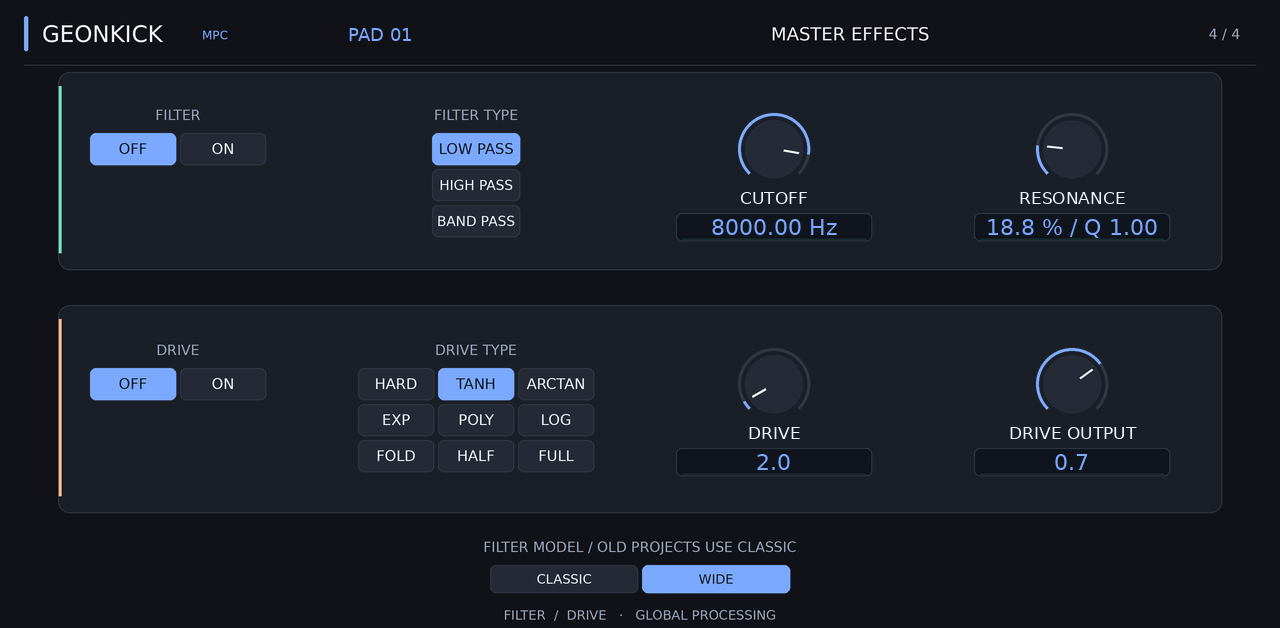 GEONKICK MPC PAD 01 MASTER EFFECTS 4 / 4
FILTER FILTER TYPE
OFF ON LOW PASS
HIGH PASS
BAND PASS
CUTOFF RESONANCE
8000.00 Hz 18.8 % / Q 1.00
DRIVE DRIVE TYPE
OFF ON HARD TANH ARCTAN
EXP POLY LOG
FOLD HALF FULL
DRIVE DRIVE OUTPUT
2.0 0.7
FILTER MODEL / OLD PROJECTS USE CLASSIC
CLASSIC WIDE
FILTER / DRIVE · GLOBAL PROCESSING